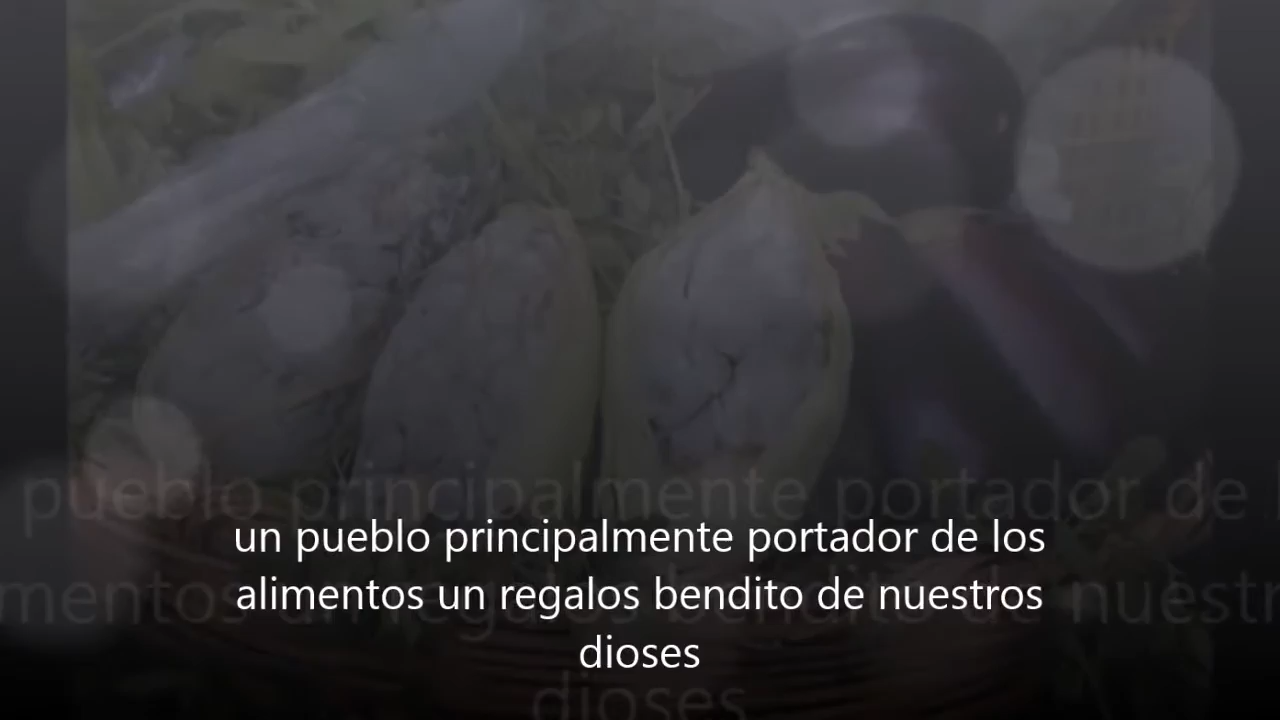 un pueblo principalmente portador de los
alimentos un regalos bendito de nuestros
dioses